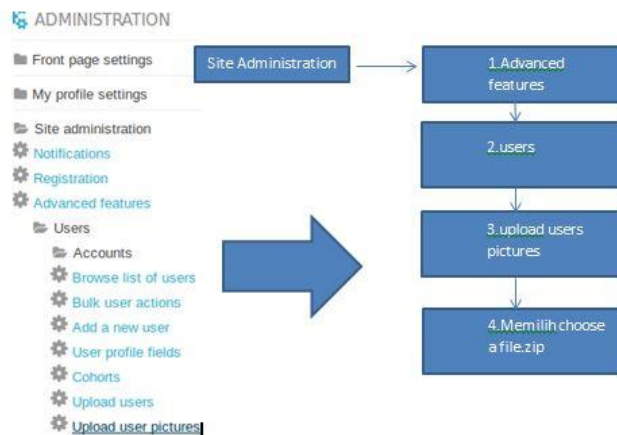 ADMINISTRATION
Front page settings
My profile settings
Site administration
Notifications
Registration
Advanced features
Users
Accounts
Browse list of users
Bulk user actions
Add a new user
User profile fields
Cohorts
Upload users
Upload user pictures
Site Administration
1.Advanced
features
2.users
3.upload users
pictures
4.Memilih choose
a file.zip